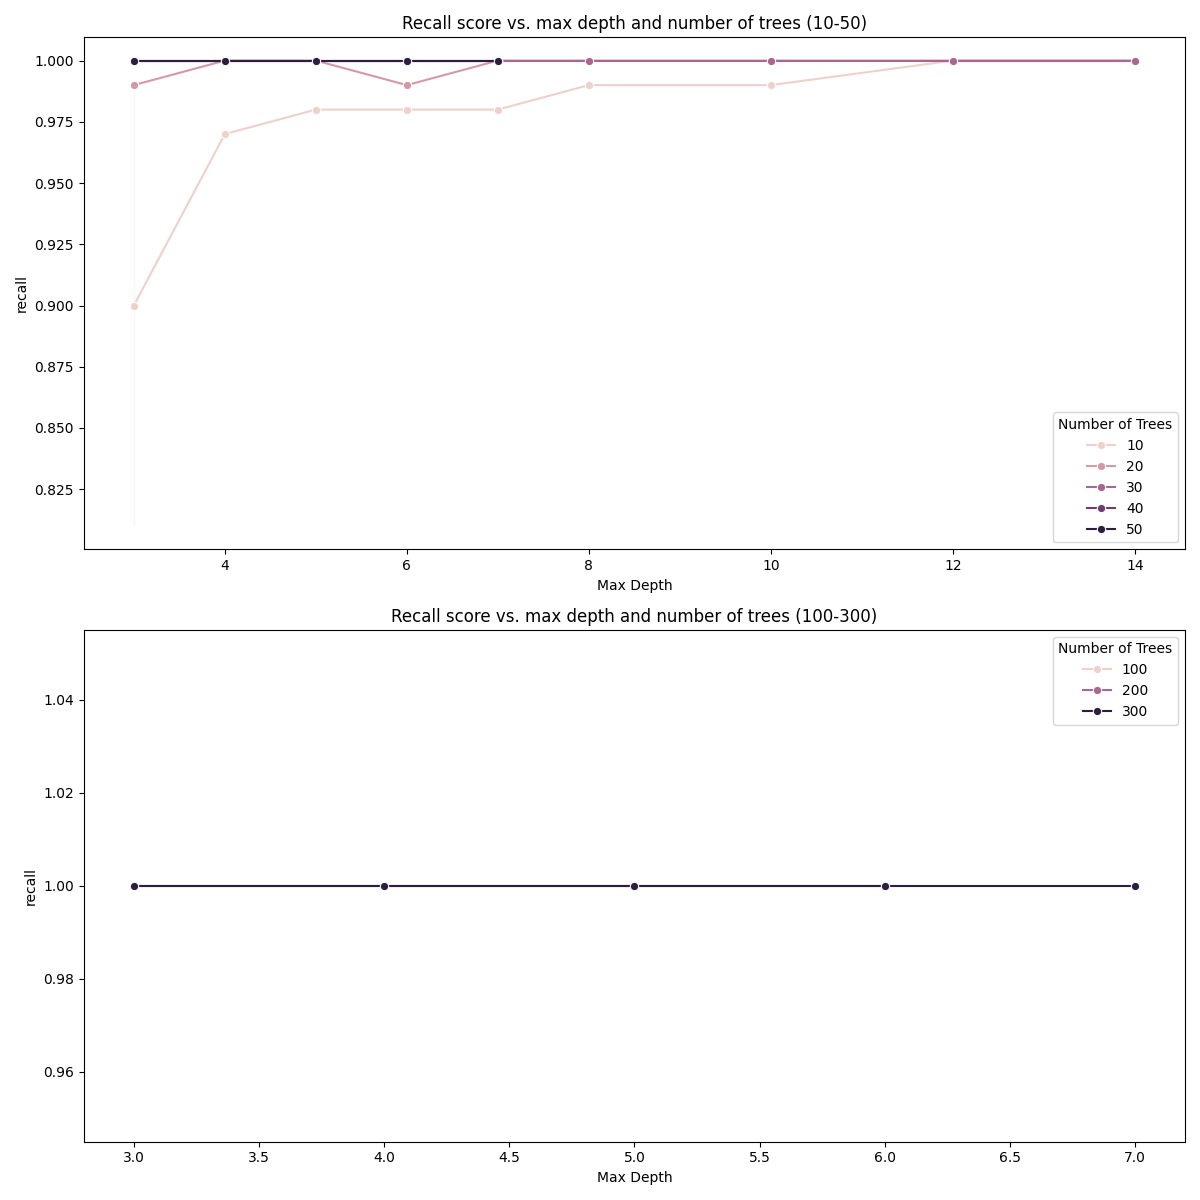 Recall score vs. max depth and number of trees (10-50)
1.000
0.975
0.950
0.925
0.900
0.875
0.850
0.825
recall
4 6 8 10 12 14
Max Depth
Number of Trees
10
20
30
40
50
Recall score vs. max depth and number of trees (100-300)
1.04
1.02
1.00
0.98
0.96
recall
3.0 3.5 4.0 4.5 5.0 5.5 6.0 6.5 7.0
Max Depth
Number of Trees
100
200
300